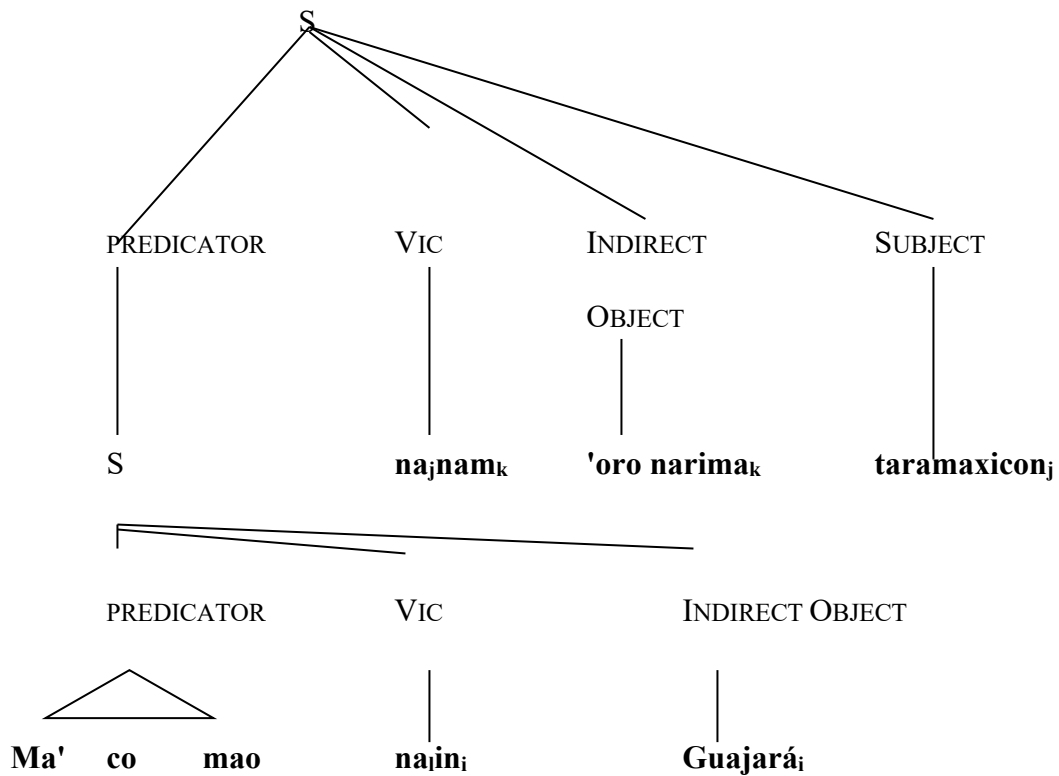 S
PREDICATOR VIC INDIRECT SUBJECT
OBJECT
S najnamk 'oro narimak taramaxiconj
PREDICATOR VIC INDIRECT OBJECT
Ma' co mao nalini Guajarái